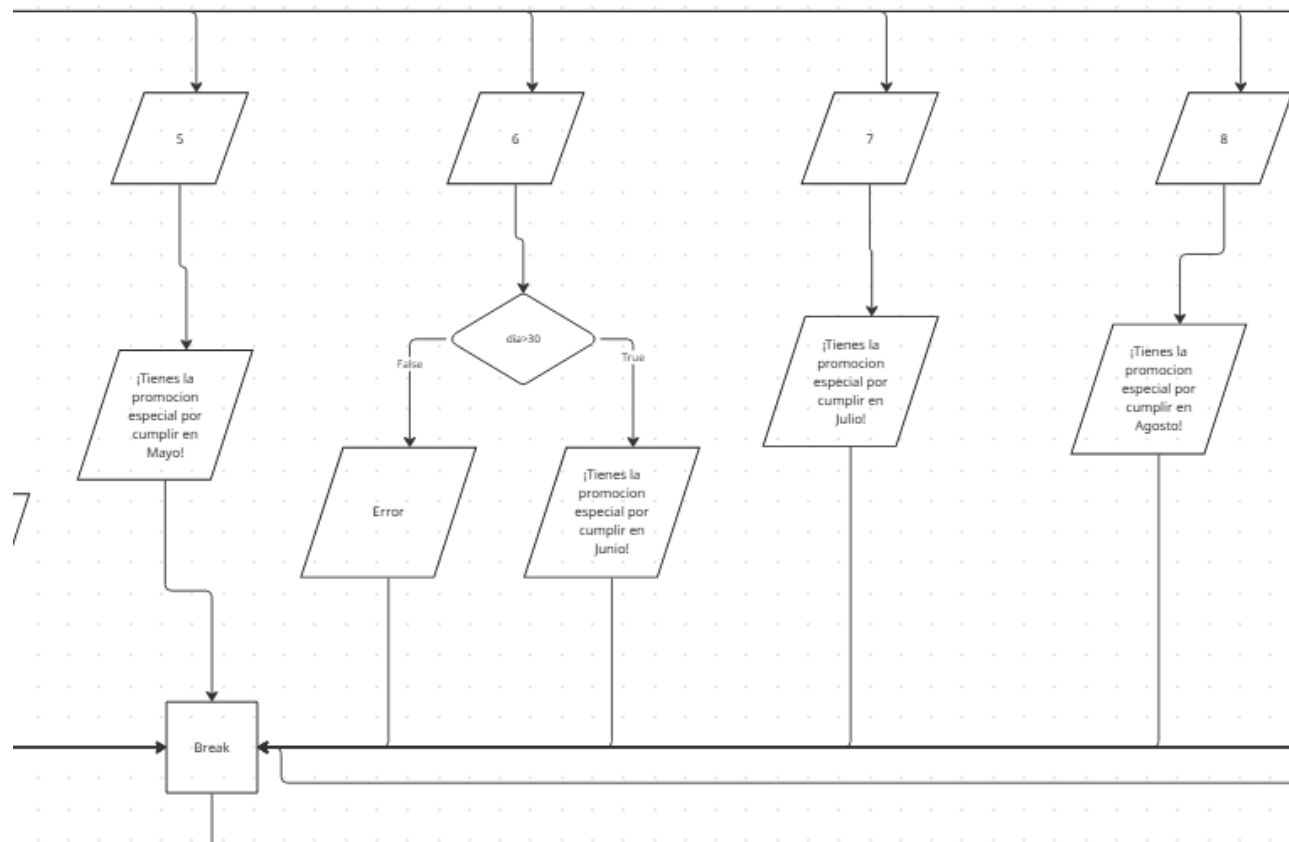 5
6
7
8
dia>30
False
True
¡Tienes la
promocion
especial por
cumplir en
Mayo!
Error
¡Tienes la
promocion
especial por
cumplir en
Junio!
¡Tienes la
promocion
especial por
cumplir en
Julio!
¡Tienes la
promocion
especial por
cumplir en
Agosto!
Break